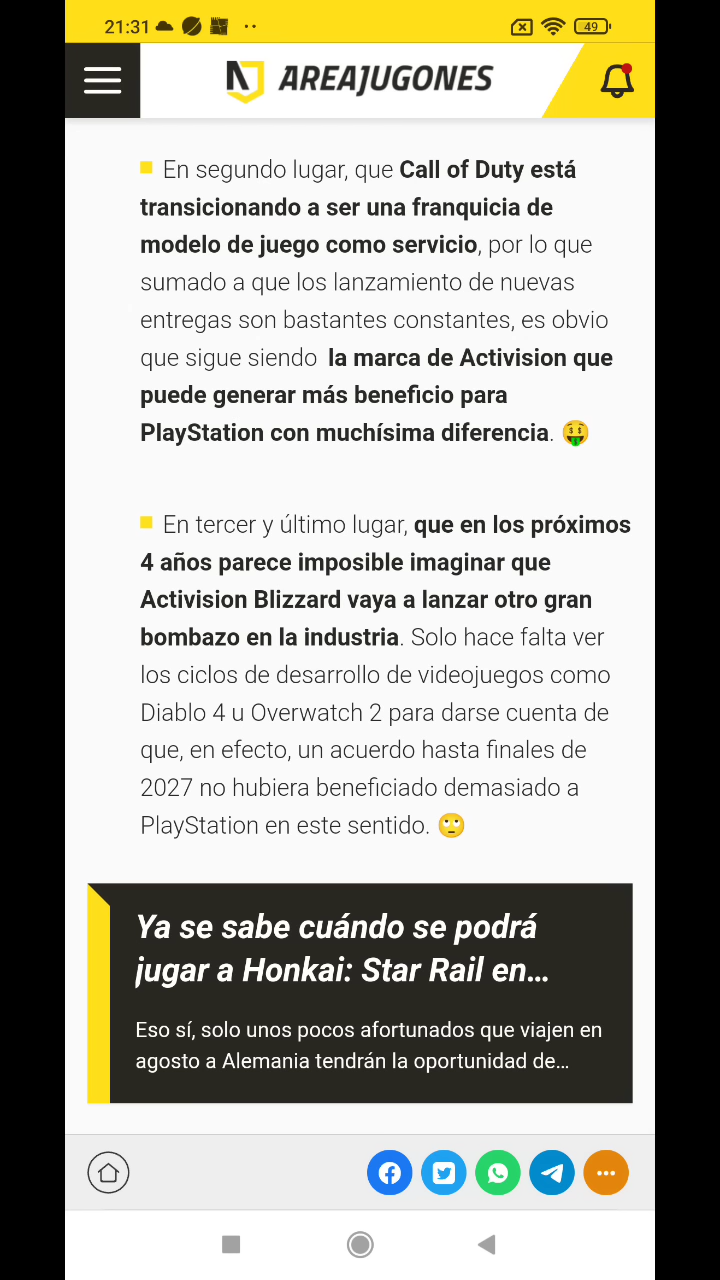 21:31
49
AREAJUGONES
En segundo lugar, que Call of Duty está
transicionando a ser una franquicia de
modelo de juego como servicio, por lo que
sumado a que los lanzamiento de nuevas
entregas son bastantes constantes, es obvio
que sigue siendo la marca de Activision que
puede generar más beneficio para
PlayStation con muchísima diferencia. 🤑
En tercer y último lugar, que en los próximos
4 años parece imposible imaginar que
Activision Blizzard vaya a lanzar otro gran
bombazo en la industria. Solo hace falta ver
los ciclos de desarrollo de videojuegos como
Diablo 4 u Overwatch 2 para darse cuenta de
que, en efecto, un acuerdo hasta finales de
2027 no hubiera beneficiado demasiado a
PlayStation en este sentido. 🙄
Ya se sabe cuándo se podrá
jugar a Honkai: Star Rail en...
Eso sí, solo unos pocos afortunados que viajen en
agosto a Alemania tendrán la oportunidad de...